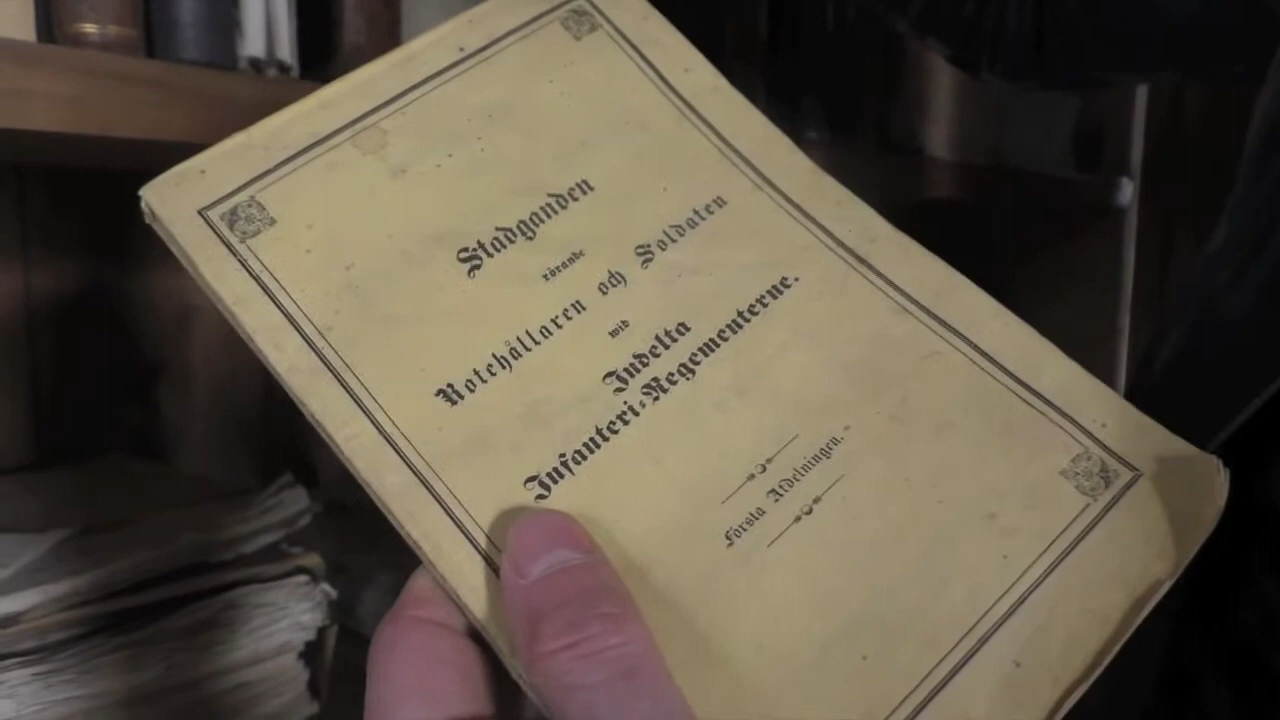 Stadganden
rörande
Rotehållaren och Soldaten
wid
Indelta
Infanteri-Regementerne.
Första Afdelningen.